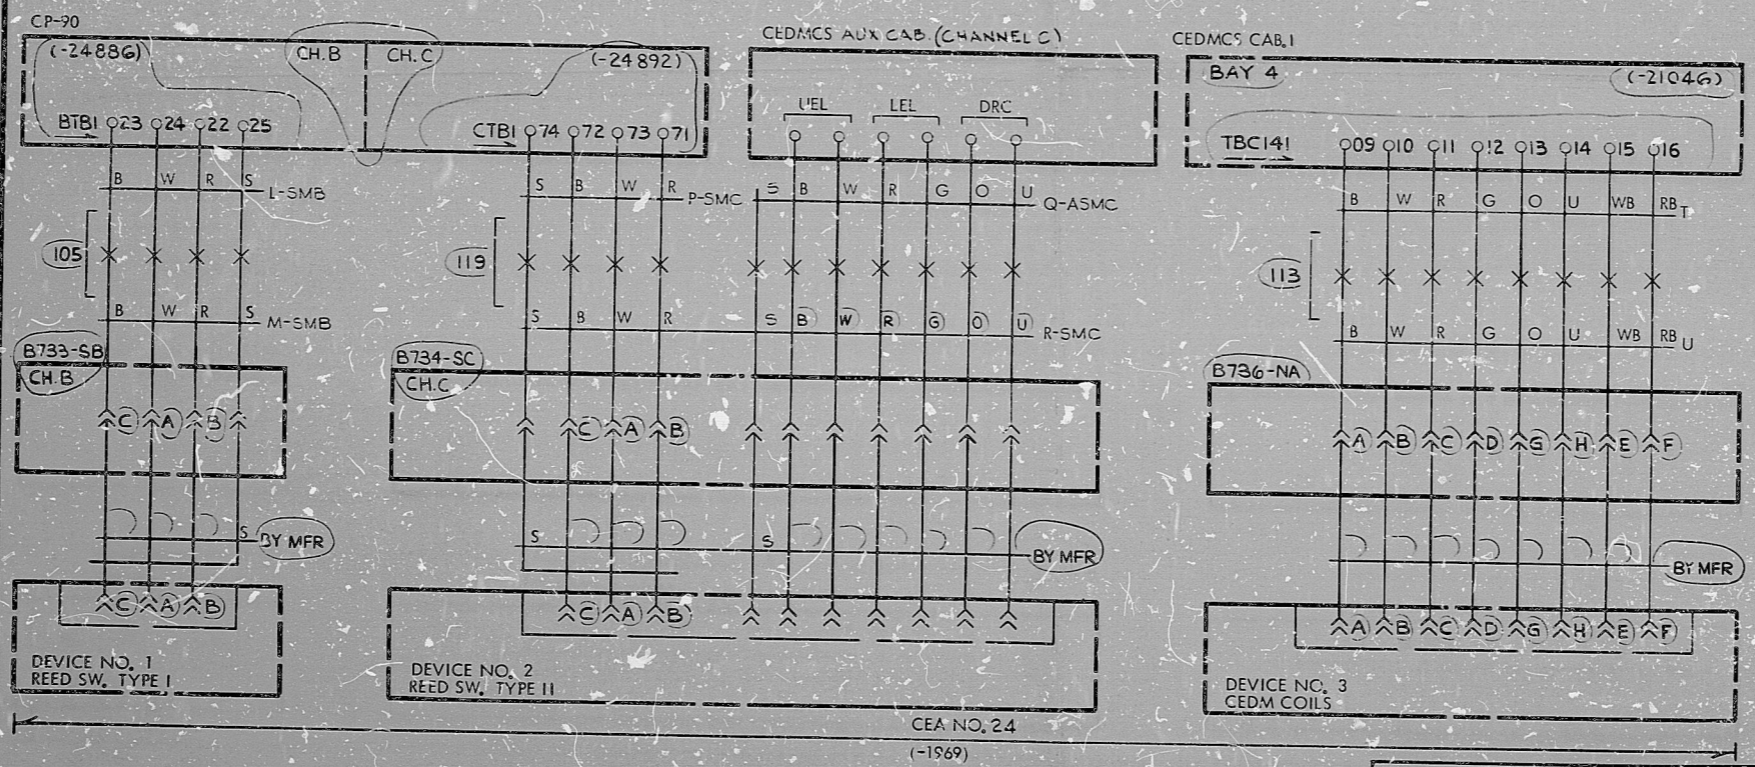 CP-90
CEDMCS AUX CAB. (CHANNEL C)
CEDMCS CAB.1
(-24886)
CH.B
CH.C
(-24892)
BAY 4
(-21046)
UEL
LEL
DRC
BTB1 23 24 22 25
CTB1 74 72 73 71
TBC141 09 10 11 12 13 14 15 16
B W R S L-SMB
S B W R P-SMC
S B W R G O U Q-ASMC
B W R G O U WB RB T
105
119
113
B W R S M-SMB
S B W R S B W R G O U R-SMC
B W R G O U WB RB U
B733-SB
CH.B
B734-SC
CH.C
B736-NA
C A B
C A B
A B C D G H E F
S BY MFR
S S BY MFR
BY MFR
C A B
C A B
A B C D G H E F
DEVICE NO. 1
REED SW. TYPE I
DEVICE NO. 2
REED SW. TYPE II
DEVICE NO. 3
CEDM COILS
CEA NO. 24
(-1969)